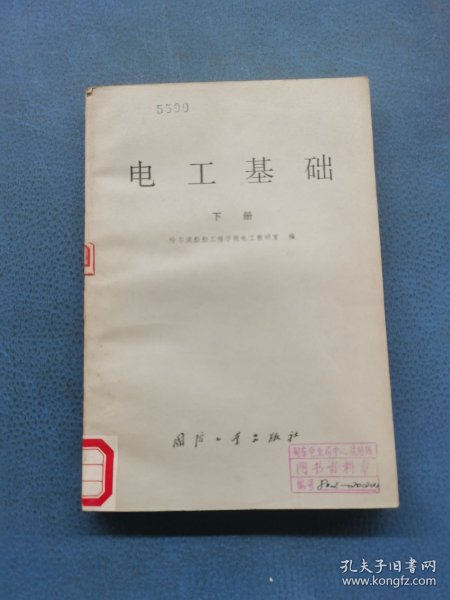 5590
电工基础
下册
哈尔滨船舶工程学院电工教研室 编
国防工业出版社
图书资料章
编号
孔夫子旧书网
www.kongfz.com